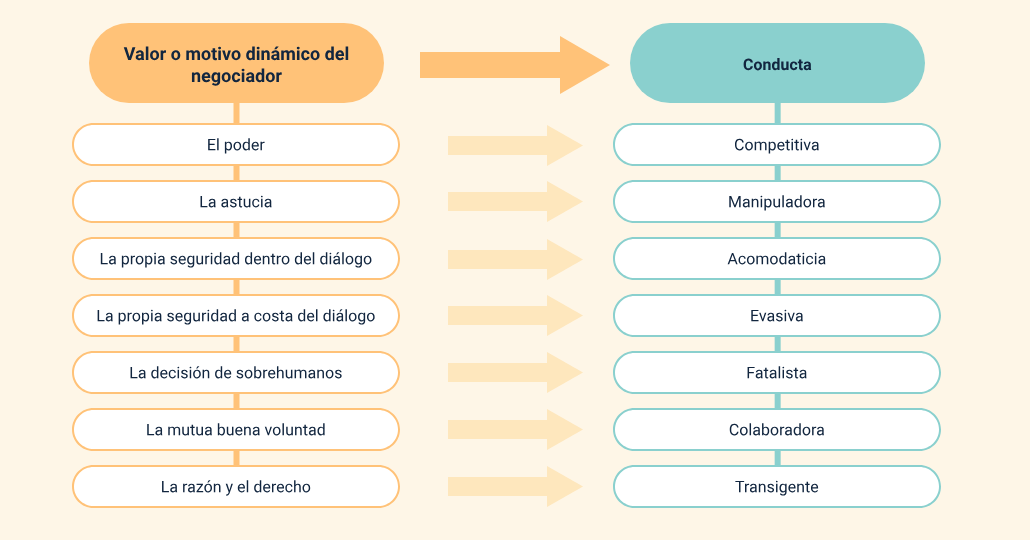 Valor o motivo dinámico del
negociador
Conducta
El poder
Competitiva
La astucia
Manipuladora
La propia seguridad dentro del diálogo
Acomodaticia
La propia seguridad a costa del diálogo
Evasiva
La decisión de sobrehumanos
Fatalista
La mutua buena voluntad
Colaboradora
La razón y el derecho
Transigente